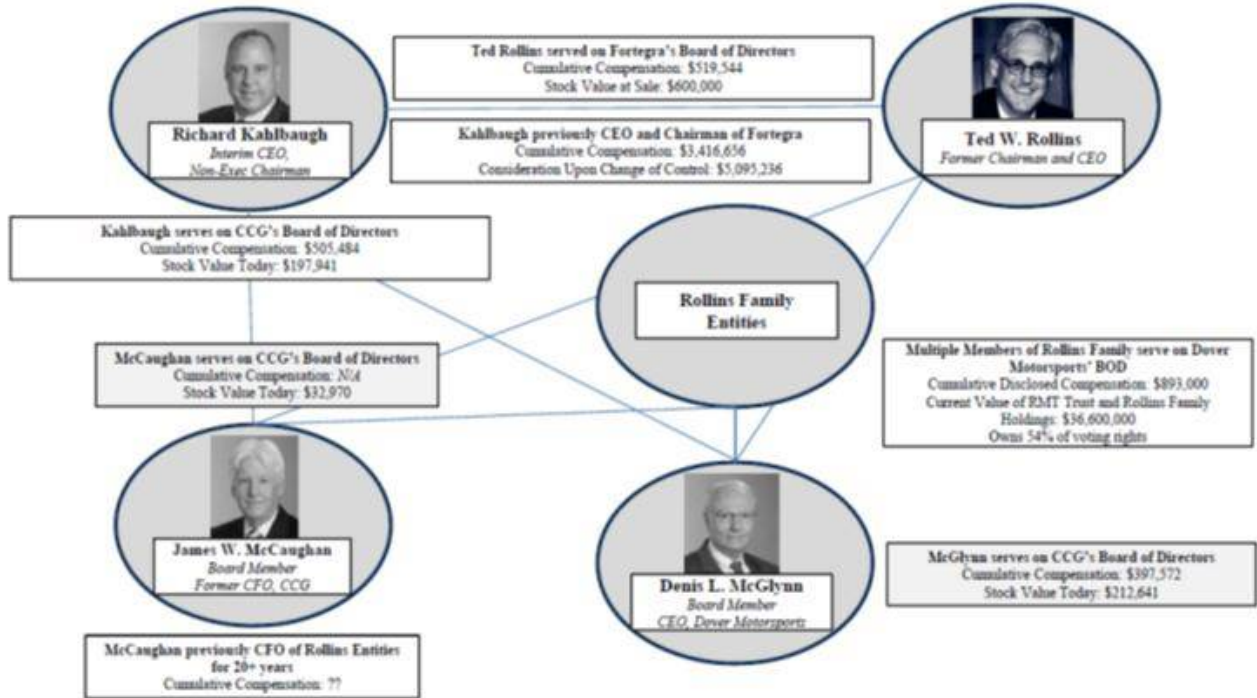 Ted Rollins served on Fortegra's Board of Directors
Cumulative Compensation: $519,544
Stock Value at Sale: $600,000
Richard Kahlbaugh
Interim CEO,
Non-Exec Chairman
Kahlbaugh previously CEO and Chairman of Fortegra
Cumulative Compensation: $3,416,656
Consideration Upon Change of Control: $5,095,236
Ted W. Rollins
Former Chairman and CEO
Kahlbaugh serves on CCG's Board of Directors
Cumulative Compensation: $505,484
Stock Value Today: $197,941
Rollins Family
Entities
McCaughan serves on CCG's Board of Directors
Cumulative Compensation: N/A
Stock Value Today: $32,970
Multiple Members of Rollins Family serve on Dover
Motorsports' BOD
Cumulative Disclosed Compensation: $893,000
Current Value of RMT Trust and Rollins Family
Holdings: $36,600,000
Owns 54% of voting rights
James W. McCaughan
Board Member
Former CFO, CCG
Denis L. McGlynn
Board Member
CEO, Dover Motorsports
McGlynn serves on CCG's Board of Directors
Cumulative Compensation: $397,572
Stock Value Today: $212,641
McCaughan previously CFO of Rollins Entities
for 20+ years
Cumulative Compensation: ??